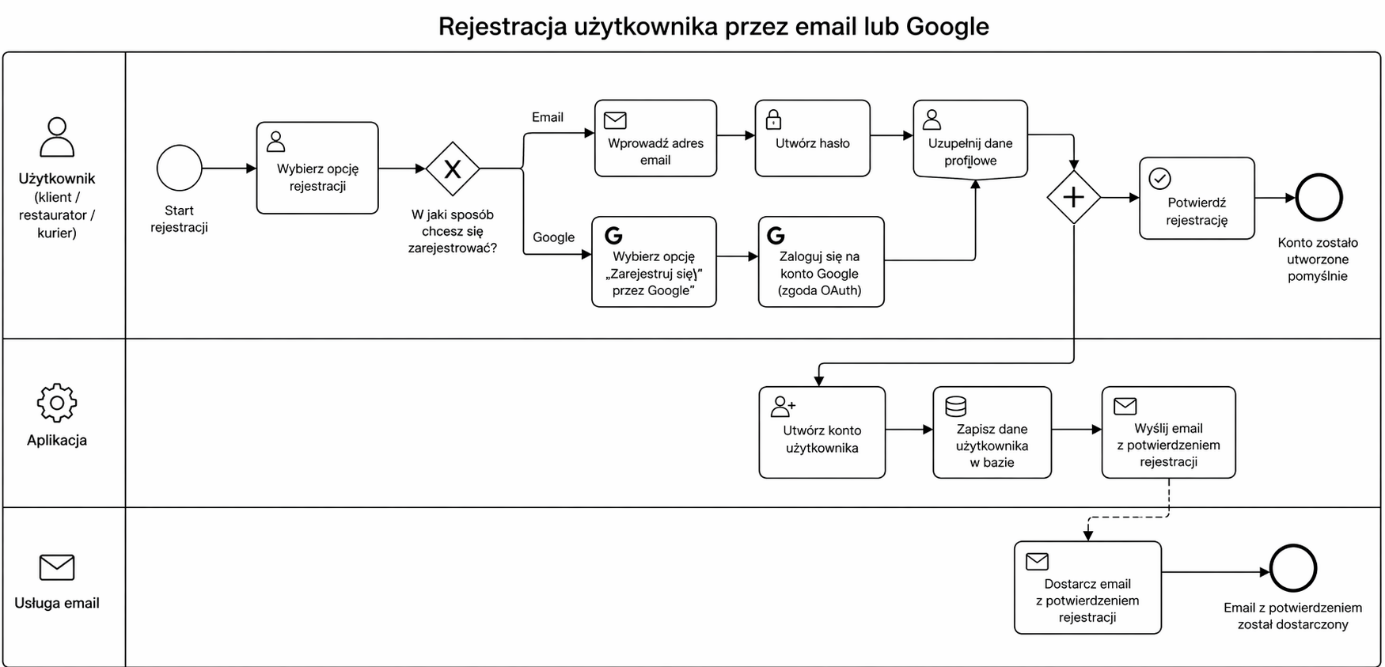 Rejestracja użytkownika przez email lub Google
Użytkownik
(klient /
restaurator /
kurier)
Start
rejestracji
Wybierz opcję
rejestracji
X
W jaki sposób
chcesz się
zarejestrować?
Email
Wprowadź adres
email
Utwórz hasło
Uzupełnij dane
profilowe
Google
G
Wybierz opcję
„Zarejestruj się\"
przez Google"
G
Zaloguj się na
konto Google
(zgoda OAuth)
+
Potwierdź
rejestrację
Konto zostało
utworzone
pomyślnie
Aplikacja
Utwórz konto
użytkownika
Zapisz dane
użytkownika
w bazie
Wyślij email
z potwierdzeniem
rejestracji
Usługa email
Dostarcz email
z potwierdzeniem
rejestracji
Email z potwierdzeniem
został dostarczony